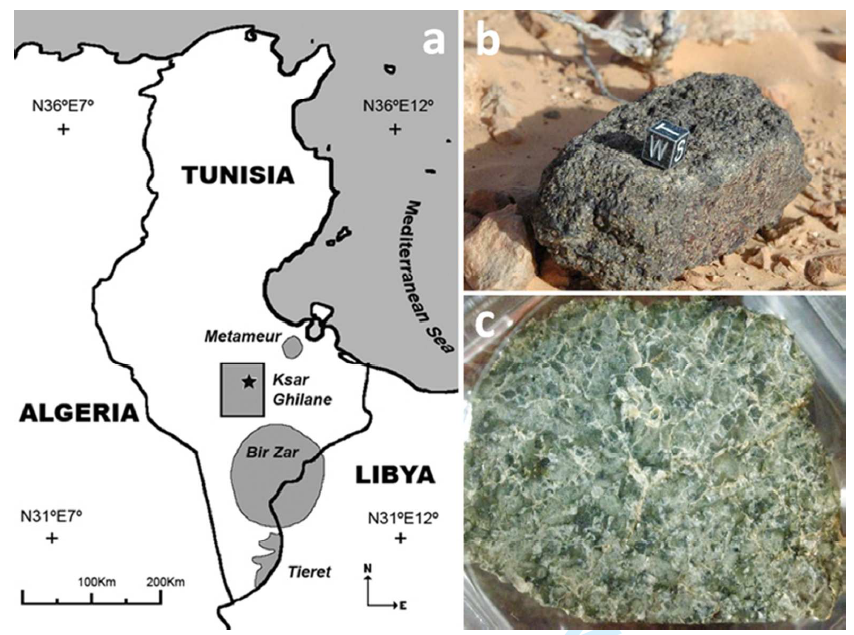 a
N36ºE7º
N36ºE12º
TUNISIA
Mediterranean Sea
Metameur
Ksar
Ghilane
ALGERIA
Bir Zar
LIBYA
N31ºE7º
N31ºE12º
Tieret
100Km
200Km
N
E
b
W
S
c